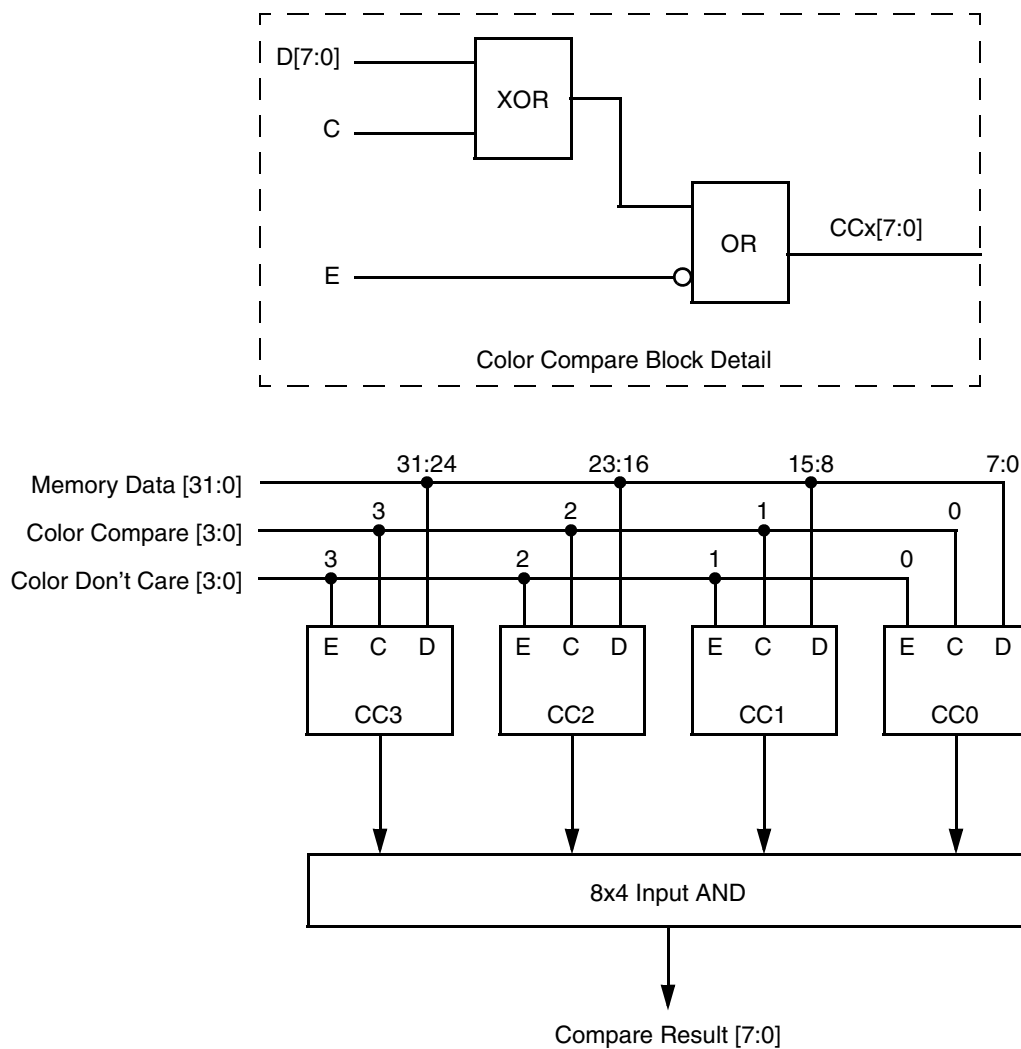 D[7:0]
XOR
C
CCx[7:0]
OR
E
Color Compare Block Detail
31:24 23:16 15:8 7:0
Memory Data [31:0]
3 2 1 0
Color Compare [3:0]
3 2 1 0
Color Don't Care [3:0]
E C D E C D E C D E C D
CC3 CC2 CC1 CC0
8x4 Input AND
Compare Result [7:0]